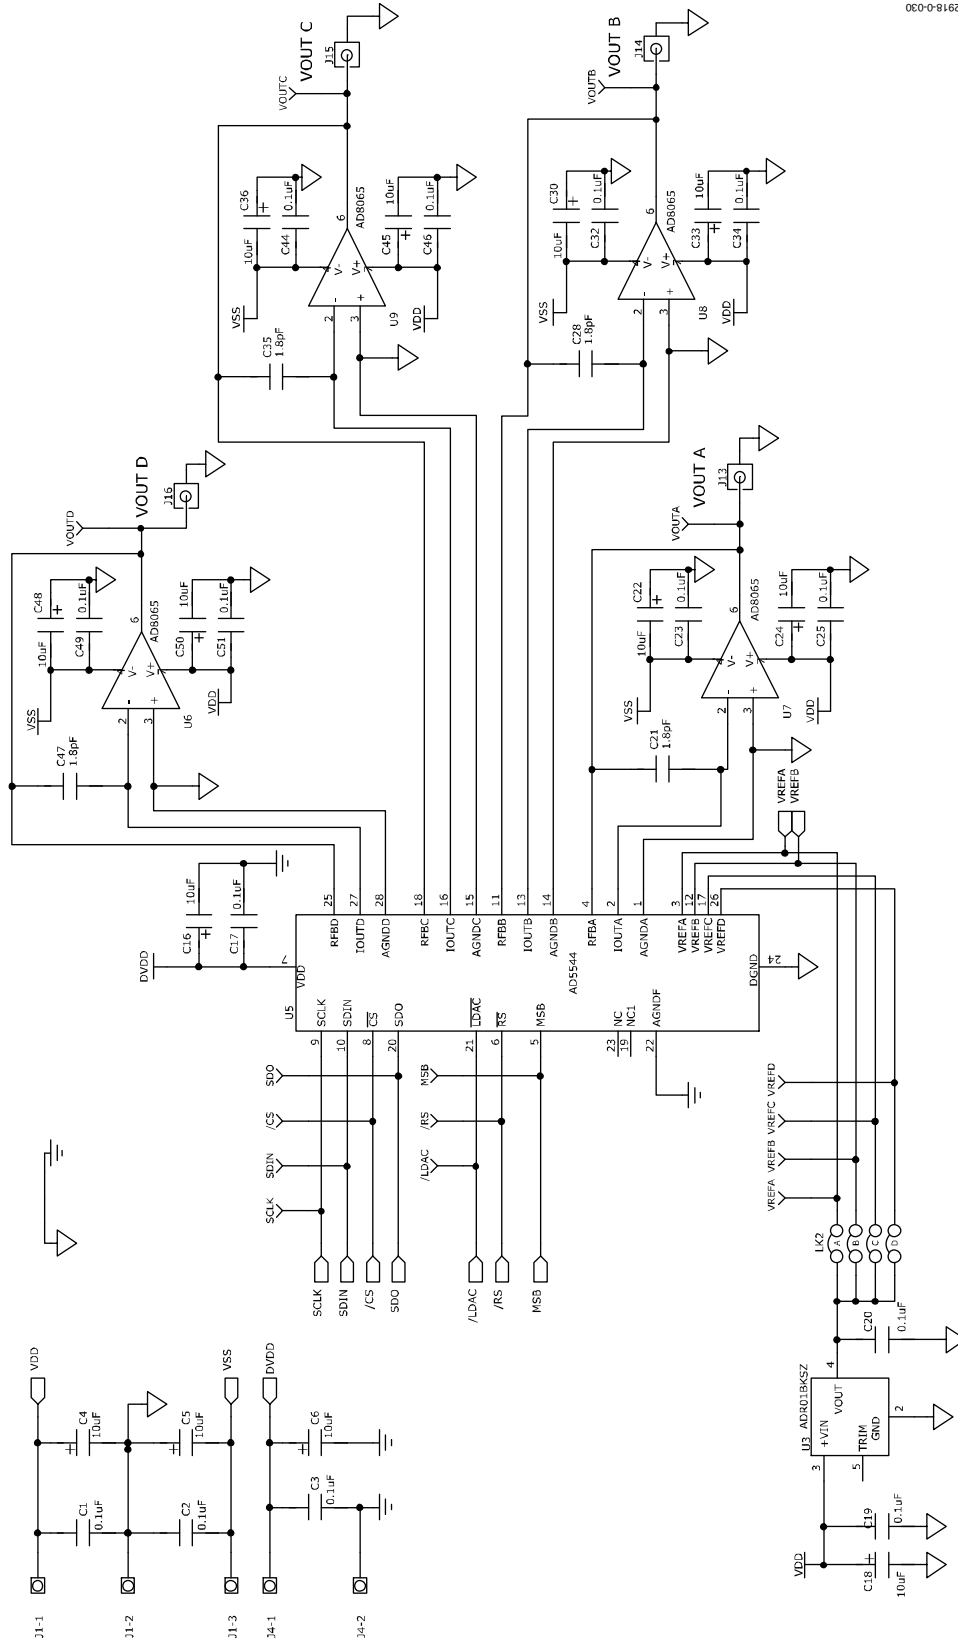 2918-0-030
VOUT C
J15
VOUTC
C36
10uF
+
0.1uF
C44
AD8065
6
V-
V+
10uF
C45
+
0.1uF
C46
VSS
-
+
2
3
U9
VDD
C35
1.8pF
VOUT B
J14
VOUTB
C30
10uF
+
0.1uF
C32
AD8065
6
V-
V+
10uF
C33
+
0.1uF
C34
VSS
-
+
2
3
U8
VDD
C28
1.8pF
VOUT D
J16
VOUTD
C48
10uF
+
0.1uF
C49
AD8065
6
V-
V+
10uF
C50
+
0.1uF
C51
VSS
-
+
2
3
U6
VDD
C47
1.8pF
VOUT A
J13
VOUTA
C22
10uF
+
0.1uF
C23
AD8065
6
V-
V+
10uF
C24
+
0.1uF
C25
VSS
-
+
2
3
U7
VDD
C21
1.8pF
VREFA
VREFB
DVDD
10uF
C16
+
0.1uF
C17
25
27
28
18
16
15
11
13
14
4
2
1
3
12
17
26
RFBD
IOUTD
AGNDD
RFBC
IOUTC
AGNDC
RFBB
IOUTB
AGNDB
RFBA
IOUTA
AGNDA
VREFA
VREFB
VREFC
VREFD
7
VDD
U5
AD5544
DGND
24
SCLK
SDIN
CS
SDO
LDAC
RS
MSB
NC
NC1
AGNDF
9
10
8
20
21
6
5
23
19
22
SDO
/CS
SDIN
SCLK
MSB
/RS
/LDAC
SCLK
SDIN
/CS
SDO
/LDAC
/RS
MSB
VREFA
VREFB
VREFC
VREFD
LK2
A
B
C
D
C20
0.1uF
4
U3
ADR01BKSZ
+VIN
VOUT
TRIM
GND
3
5
2
VDD
C18
+
10uF
C19
0.1uF
VDD
VSS
DVDD
C4
10uF
+
C5
10uF
+
C6
10uF
+
C1
0.1uF
C2
0.1uF
C3
0.1uF
J1-1
J1-2
J1-3
J4-1
J4-2